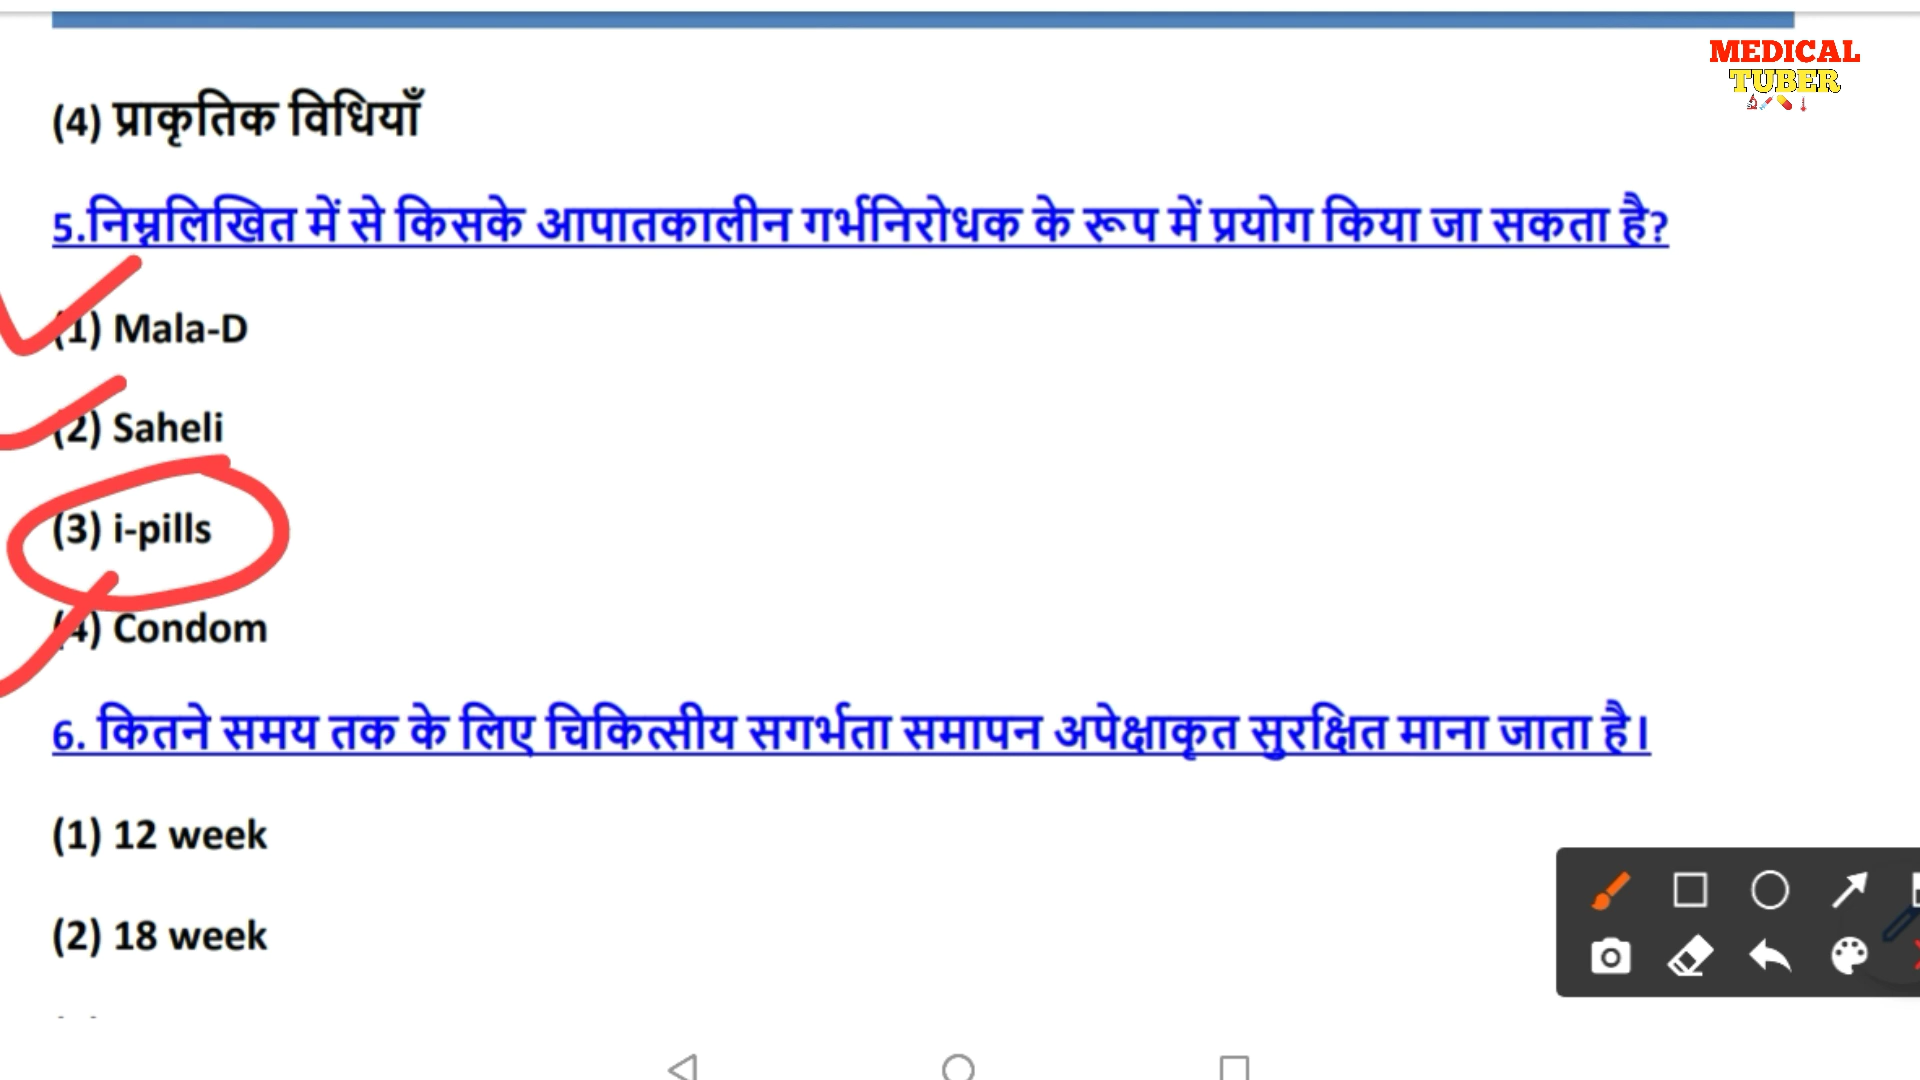 MEDICAL
TUBER
(4) प्राकृतिक विधियाँ
5.निम्नलिखित में से किसके आपातकालीन गर्भनिरोधक के रूप में प्रयोग किया जा सकता है?
(1) Mala-D
(2) Saheli
(3) i-pills
(4) Condom
6. कितने समय तक के लिए चिकित्सीय सगर्भता समापन अपेक्षाकृत सुरक्षित माना जाता है।
(1) 12 week
(2) 18 week